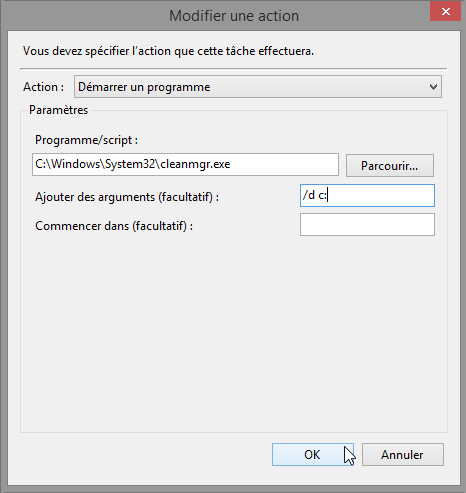 Modifier une action
Vous devez spécifier l'action que cette tâche effectuera.
Action : Démarrer un programme
Paramètres
Programme/script :
C:\Windows\System32\cleanmgr.exe Parcourir...
Ajouter des arguments (facultatif) : /d c:
Commencer dans (facultatif) :
OK Annuler